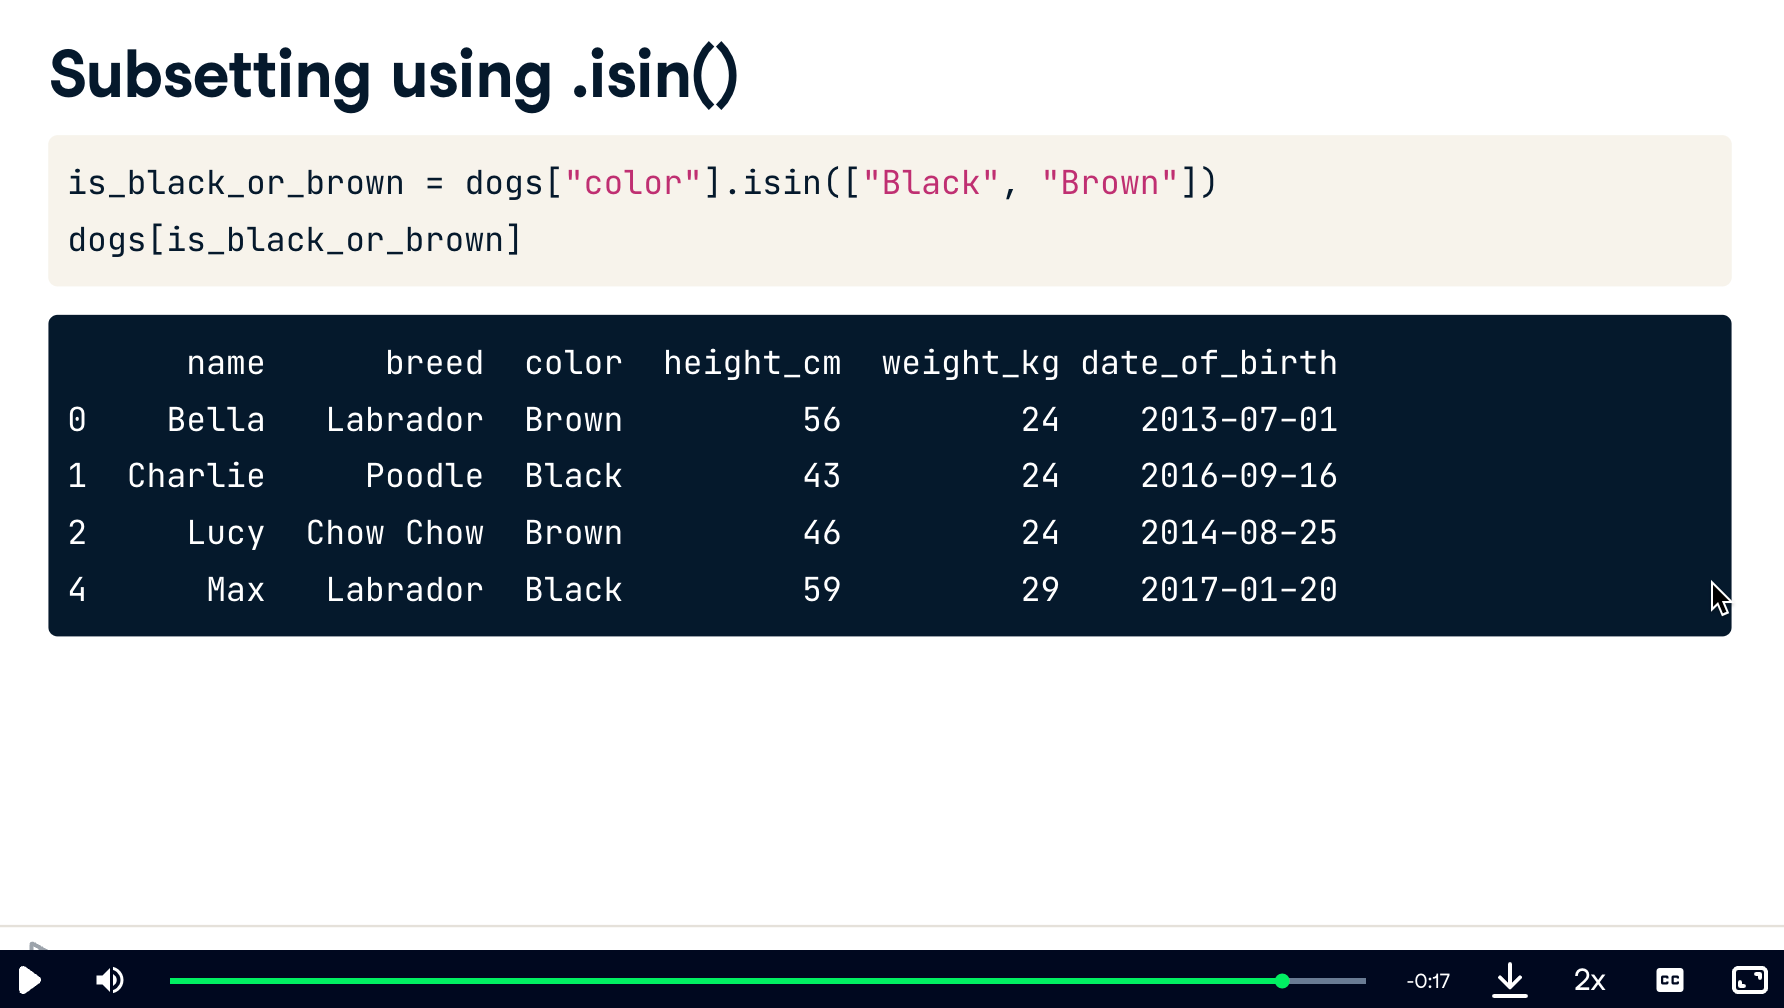 Subsetting using .isin()
is_black_or_brown = dogs["color"].isin(["Black", "Brown"])
dogs[is_black_or_brown]
name breed color height_cm weight_kg date_of_birth
0 Bella Labrador Brown 56 24 2013-07-01
1 Charlie Poodle Black 43 24 2016-09-16
2 Lucy Chow Chow Brown 46 24 2014-08-25
4 Max Labrador Black 59 29 2017-01-20
-0:17 2x CC